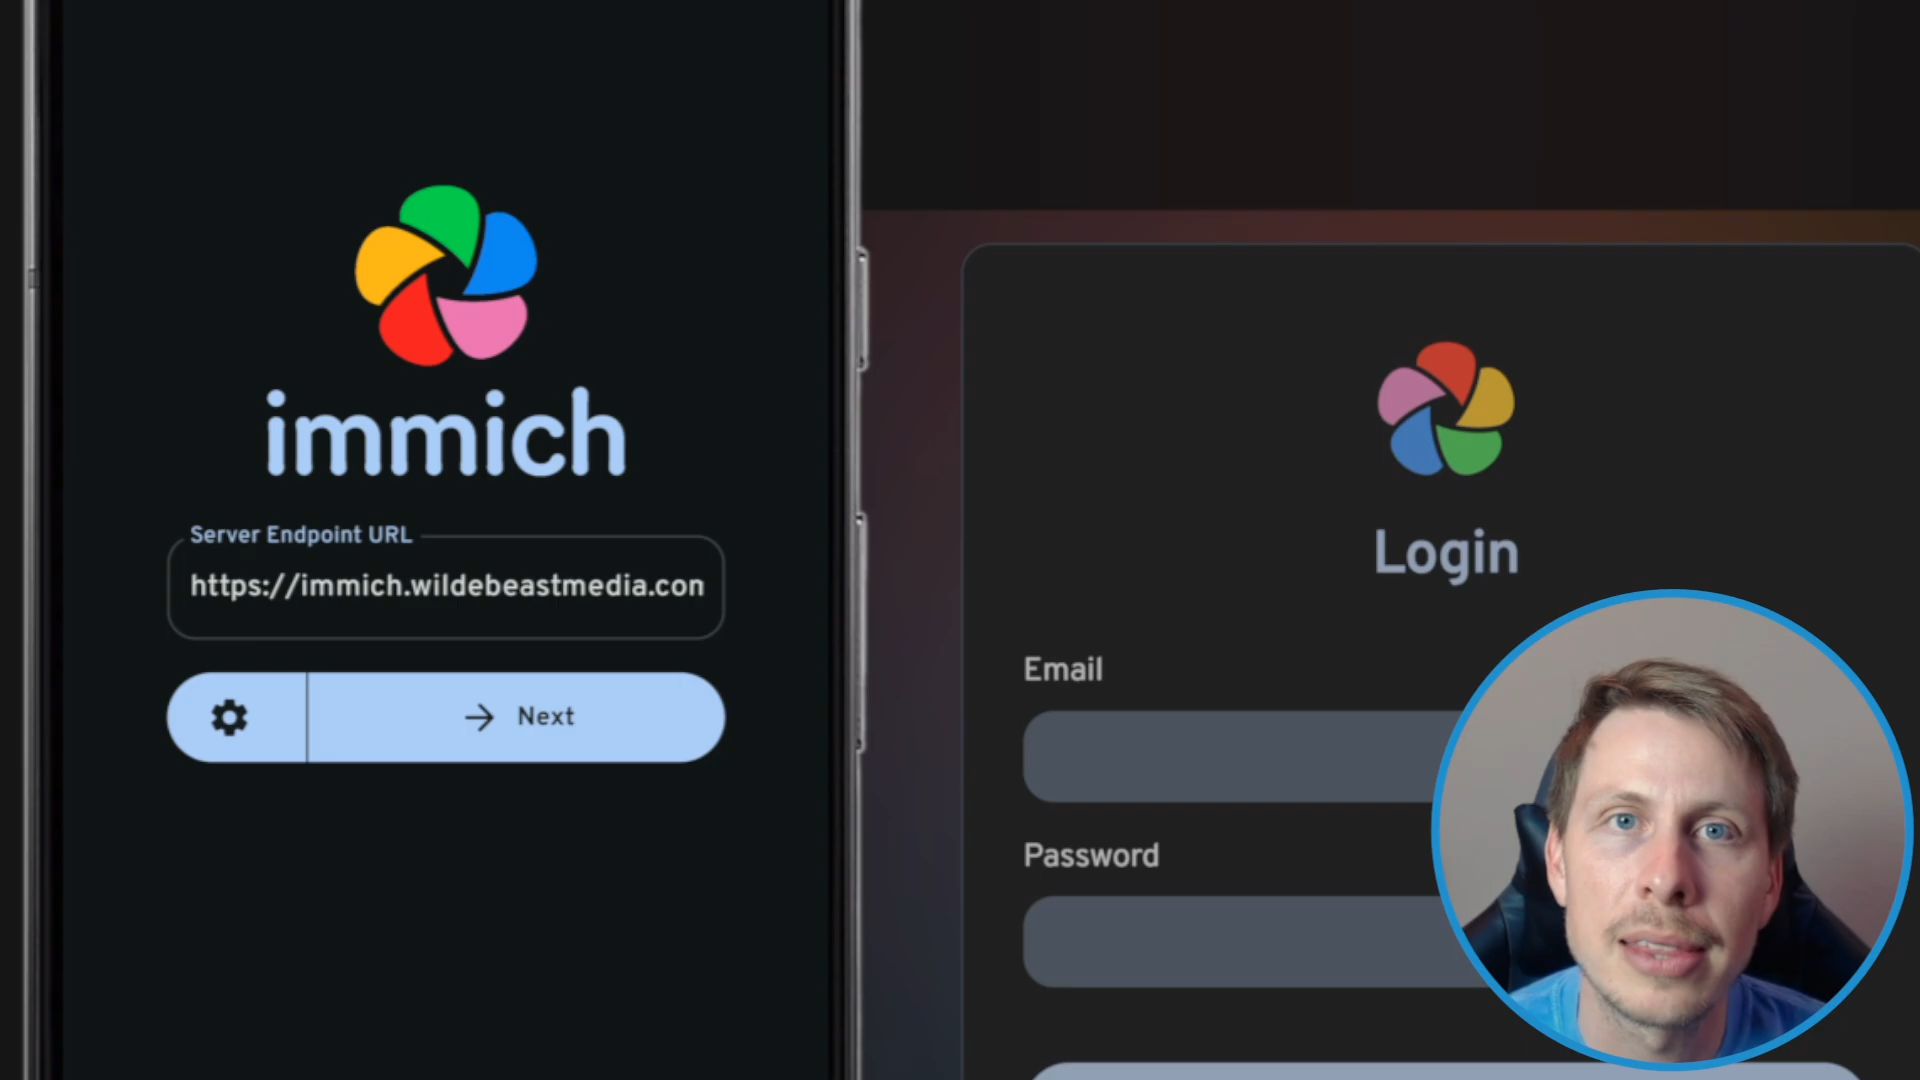 immich
Server Endpoint URL
https://immich.wildebeastmedia.con
Next
Login
Email
Password